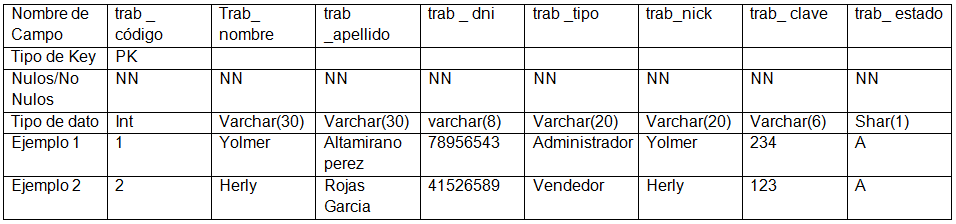 Nombre de Campo trab _ código Trab_ nombre trab _apellido trab _ dni trab _tipo trab_nick trab_ clave trab_ estado
Tipo de Key PK
Nulos/No Nulos NN NN NN NN NN NN NN NN
Tipo de dato Int Varchar(30) Varchar(30) varchar(8) Varchar(20) Varchar(20) Varchar(6) Shar(1)
Ejemplo 1 1 Yolmer Altamirano perez 78956543 Administrador Yolmer 234 A
Ejemplo 2 2 Herly Rojas Garcia 41526589 Vendedor Herly 123 A